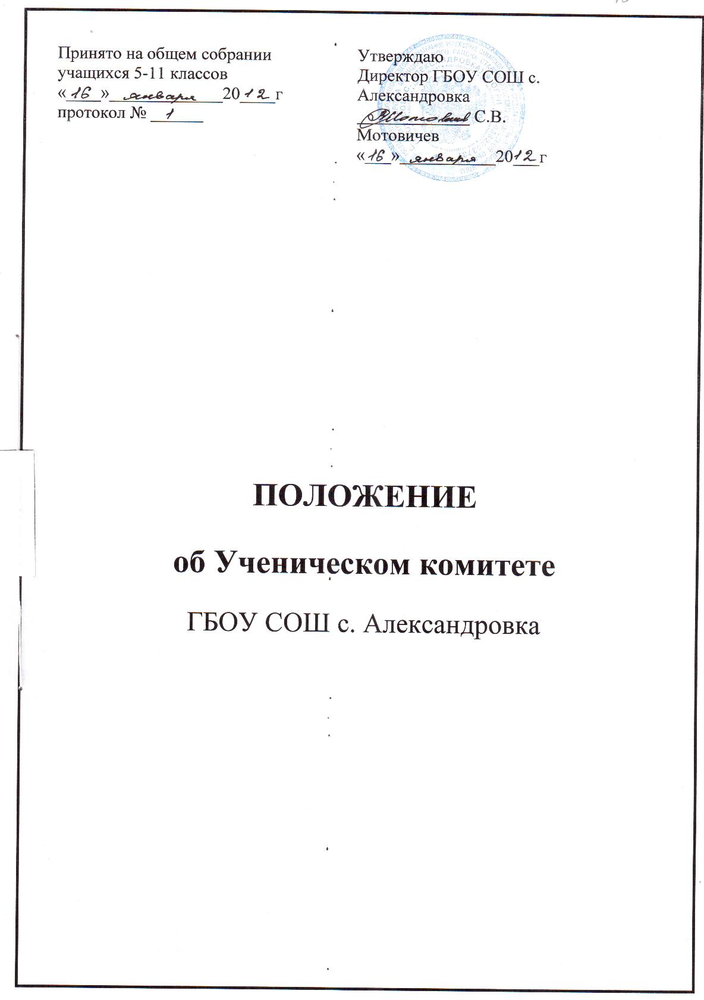 Принято на общем собрании
учащихся 5-11 классов
«16» января 2012 г
протокол № 1
Утверждаю
Директор ГБОУ СОШ с.
Александровка
С.В.
Мотовичев
«16» января 2012 г
ПОЛОЖЕНИЕ
об Ученическом комитете
ГБОУ СОШ с. Александровка